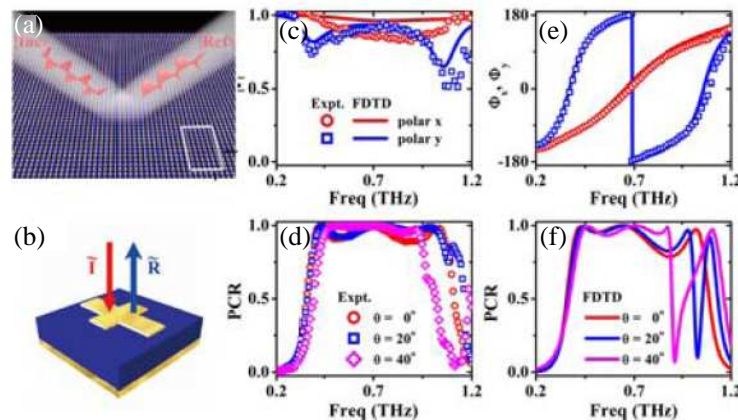 (a)
Inc.
Ref.
(c)
1.0
0.5
0.0
Expt. FDTD
polar x
polar y
0.2 0.7 1.2
Freq (THz)
(e)
Φx, Φy
180
0
-180
0.2 0.7 1.2
Freq (THz)
(b)
Ĩ R̃
(d)
PCR
1.0
0.5
0.0
Expt.
θ = 0°
θ = 20°
θ = 40°
0.2 0.7 1.2
Freq (THz)
(f)
PCR
1.0
0.5
0.0
FDTD
θ = 0°
θ = 20°
θ = 40°
0.2 0.7 1.2
Freq (THz)